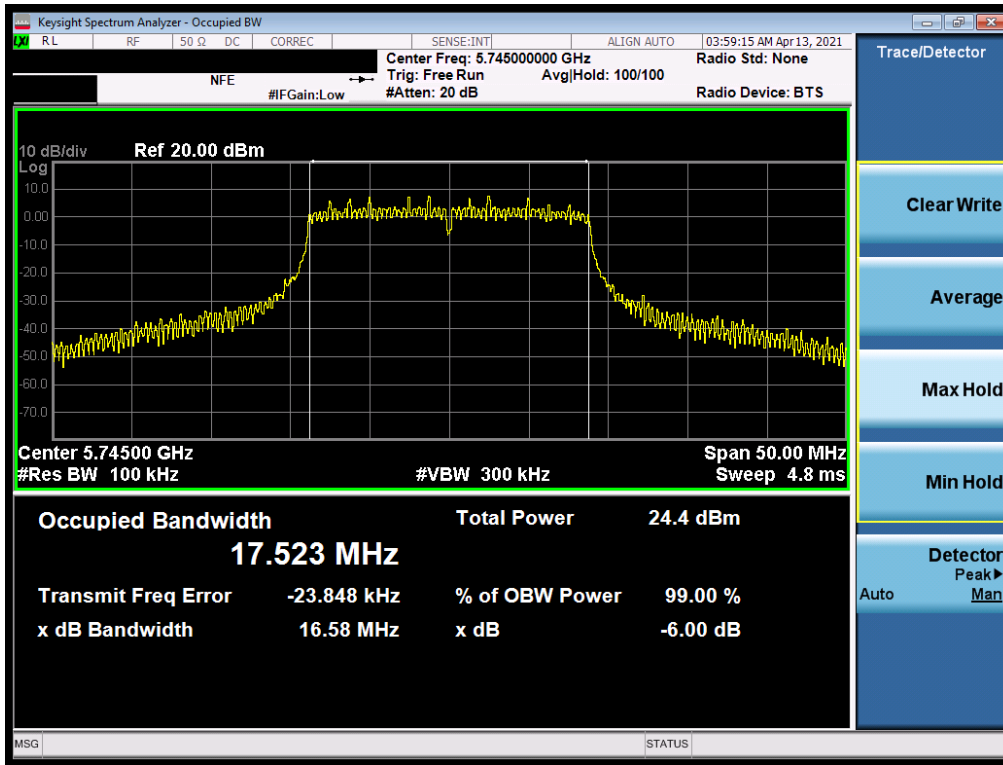 Keysight Spectrum Analyzer - Occupied BW
LXI RL RF 50 Ω DC CORREC SENSE:INT ALIGN AUTO 03:59:15 AM Apr 13, 2021
Center Freq: 5.745000000 GHz Radio Std: None
NFE Trig: Free Run Avg|Hold: 100/100
#IFGain:Low #Atten: 20 dB Radio Device: BTS
Trace/Detector
10 dB/div Ref 20.00 dBm
Log
10.0
0.00
-10.0
-20.0
-30.0
-40.0
-50.0
-60.0
-70.0
Center 5.74500 GHz Span 50.00 MHz
#Res BW 100 kHz #VBW 300 kHz Sweep 4.8 ms
Occupied Bandwidth Total Power 24.4 dBm
17.523 MHz
Transmit Freq Error -23.848 kHz % of OBW Power 99.00 %
x dB Bandwidth 16.58 MHz x dB -6.00 dB
Clear Write
Average
Max Hold
Min Hold
Detector
Peak▶
Auto Man
MSG STATUS